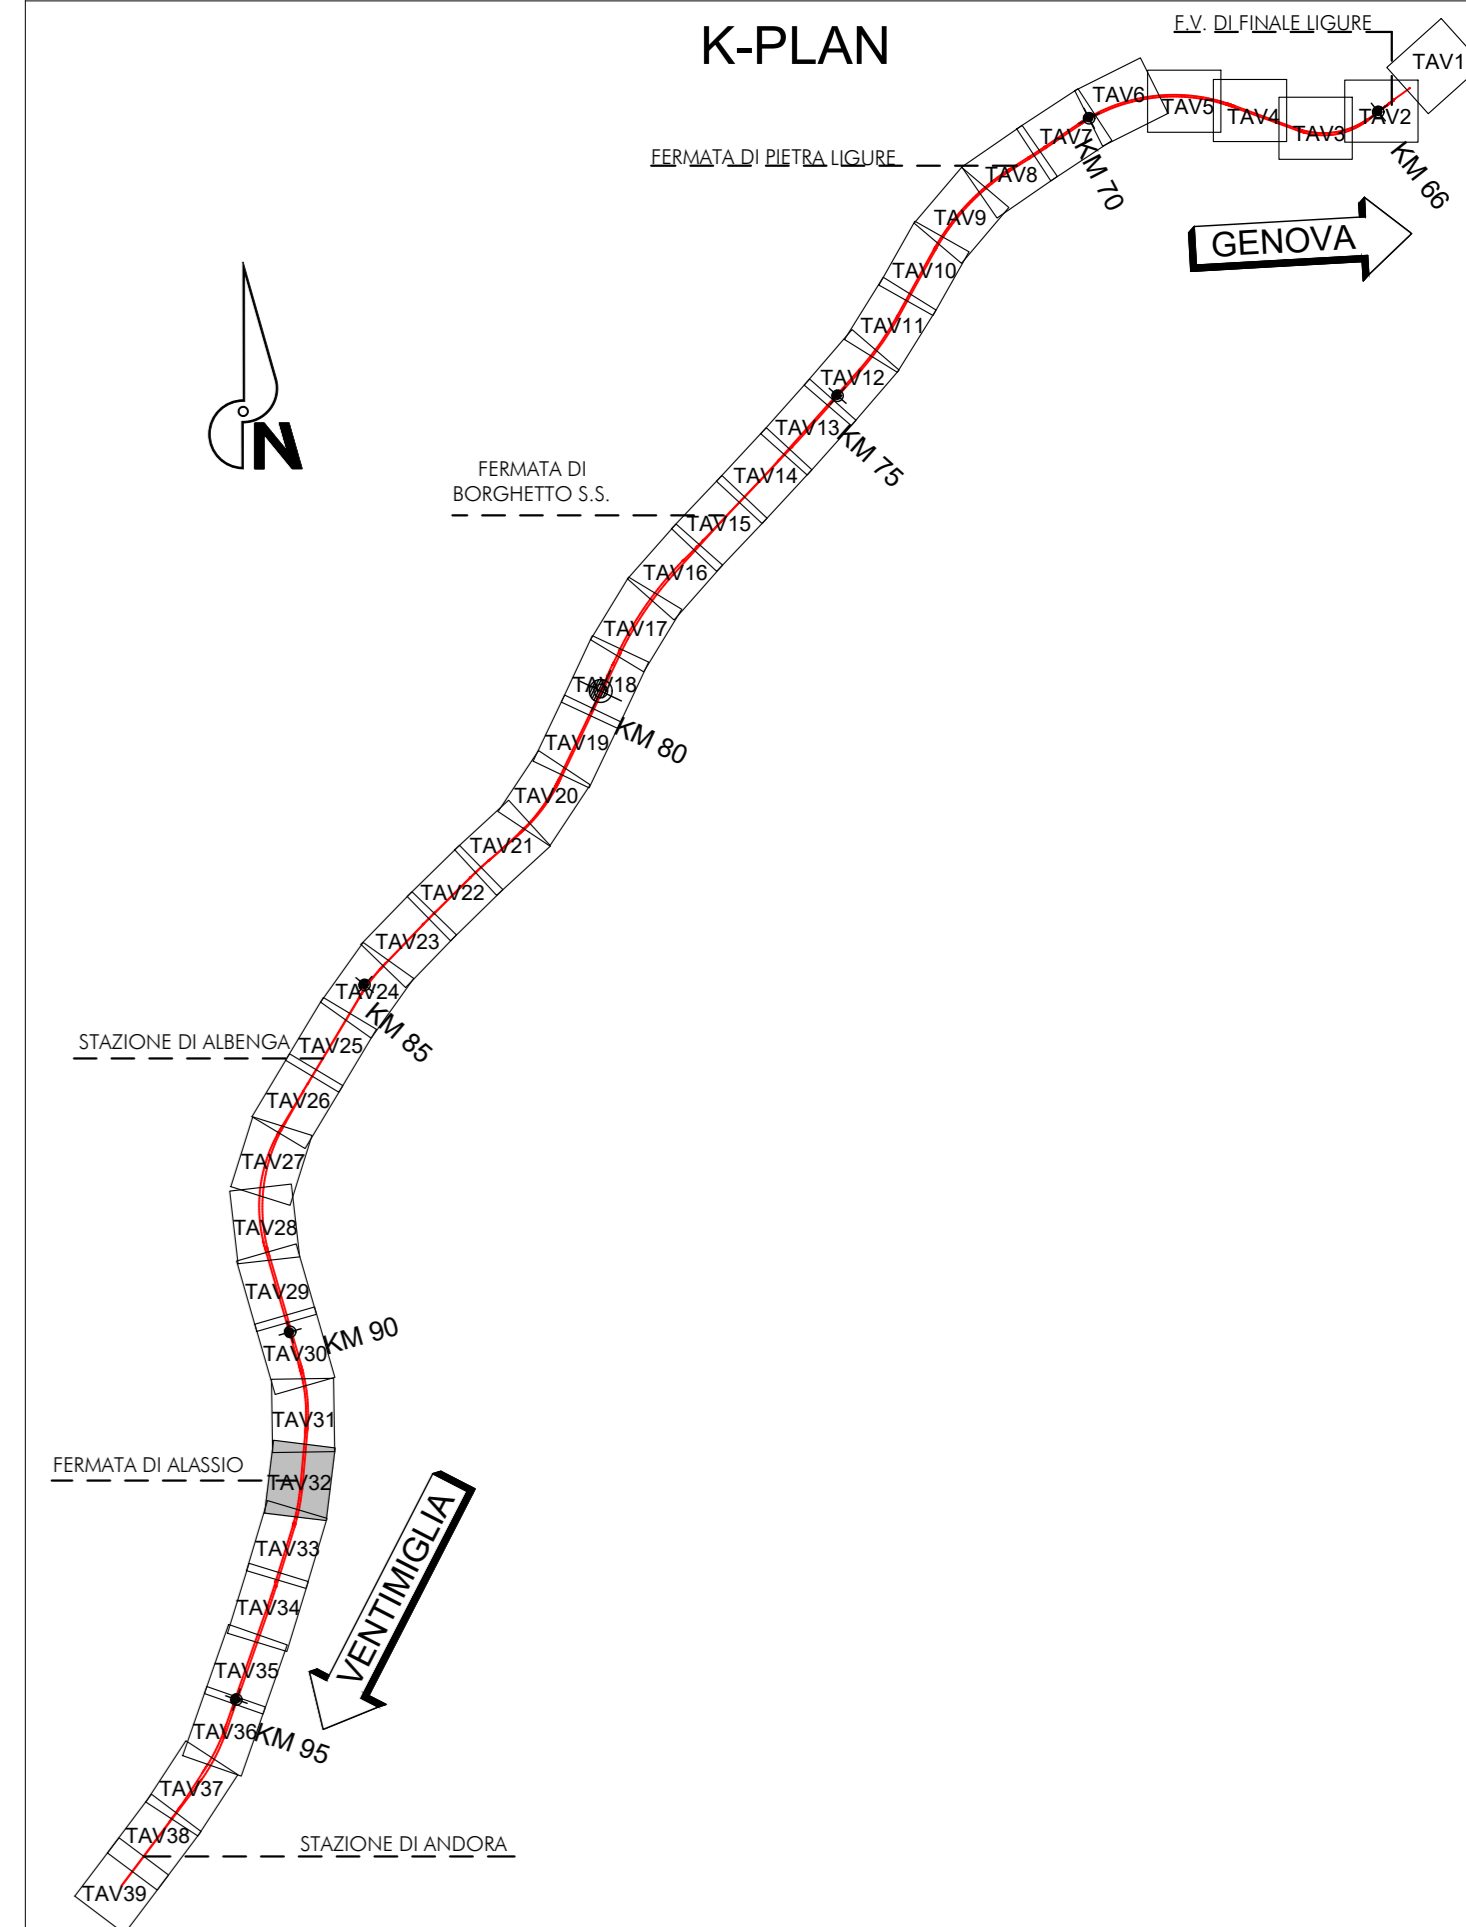 K-PLAN
F.V. DI FINALE LIGURE
TAV1
TAV2
TAV3
TAV4
TAV5
TAV6
TAV7
KM 66
KM 70
FERMATA DI PIETRA LIGURE
TAV8
TAV9
GENOVA
TAV10
TAV11
TAV12
TAV13
KM 75
N
TAV14
FERMATA DI
BORGHETTO S.S.
TAV15
TAV16
TAV17
TAV18
KM 80
TAV19
TAV20
TAV21
TAV22
TAV23
TAV24
KM 85
STAZIONE DI ALBENGA
TAV25
TAV26
TAV27
TAV28
TAV29
KM 90
TAV30
TAV31
FERMATA DI ALASSIO
TAV32
VENTIMIGLIA
TAV33
TAV34
TAV35
TAV36
KM 95
TAV37
TAV38
STAZIONE DI ANDORA
TAV39